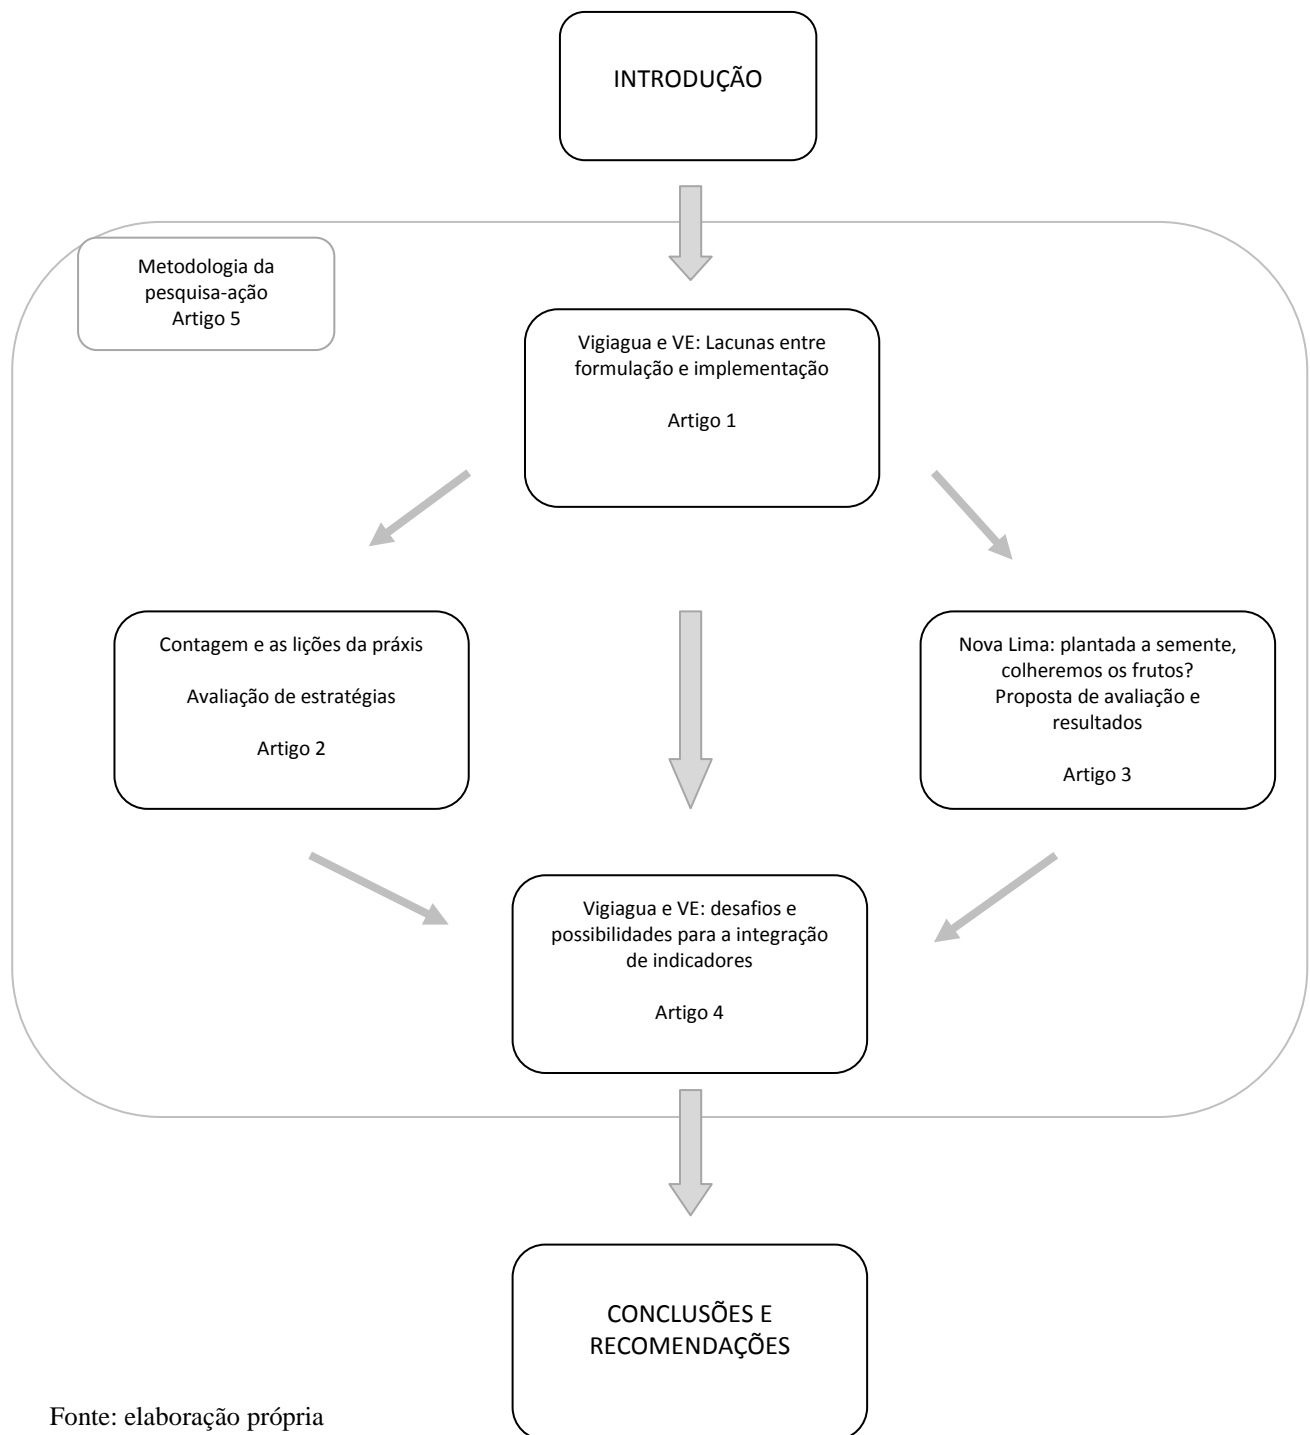 INTRODUÇÃO
Metodologia da
pesquisa-ação
Artigo 5
Vigiagua e VE: Lacunas entre
formulação e implementação
Artigo 1
Contagem e as lições da práxis
Avaliação de estratégias
Artigo 2
Nova Lima: plantada a semente,
colheremos os frutos?
Proposta de avaliação e
resultados
Artigo 3
Vigiagua e VE: desafios e
possibilidades para a integração
de indicadores
Artigo 4
CONCLUSÕES E
RECOMENDAÇÕES
Fonte: elaboração própria